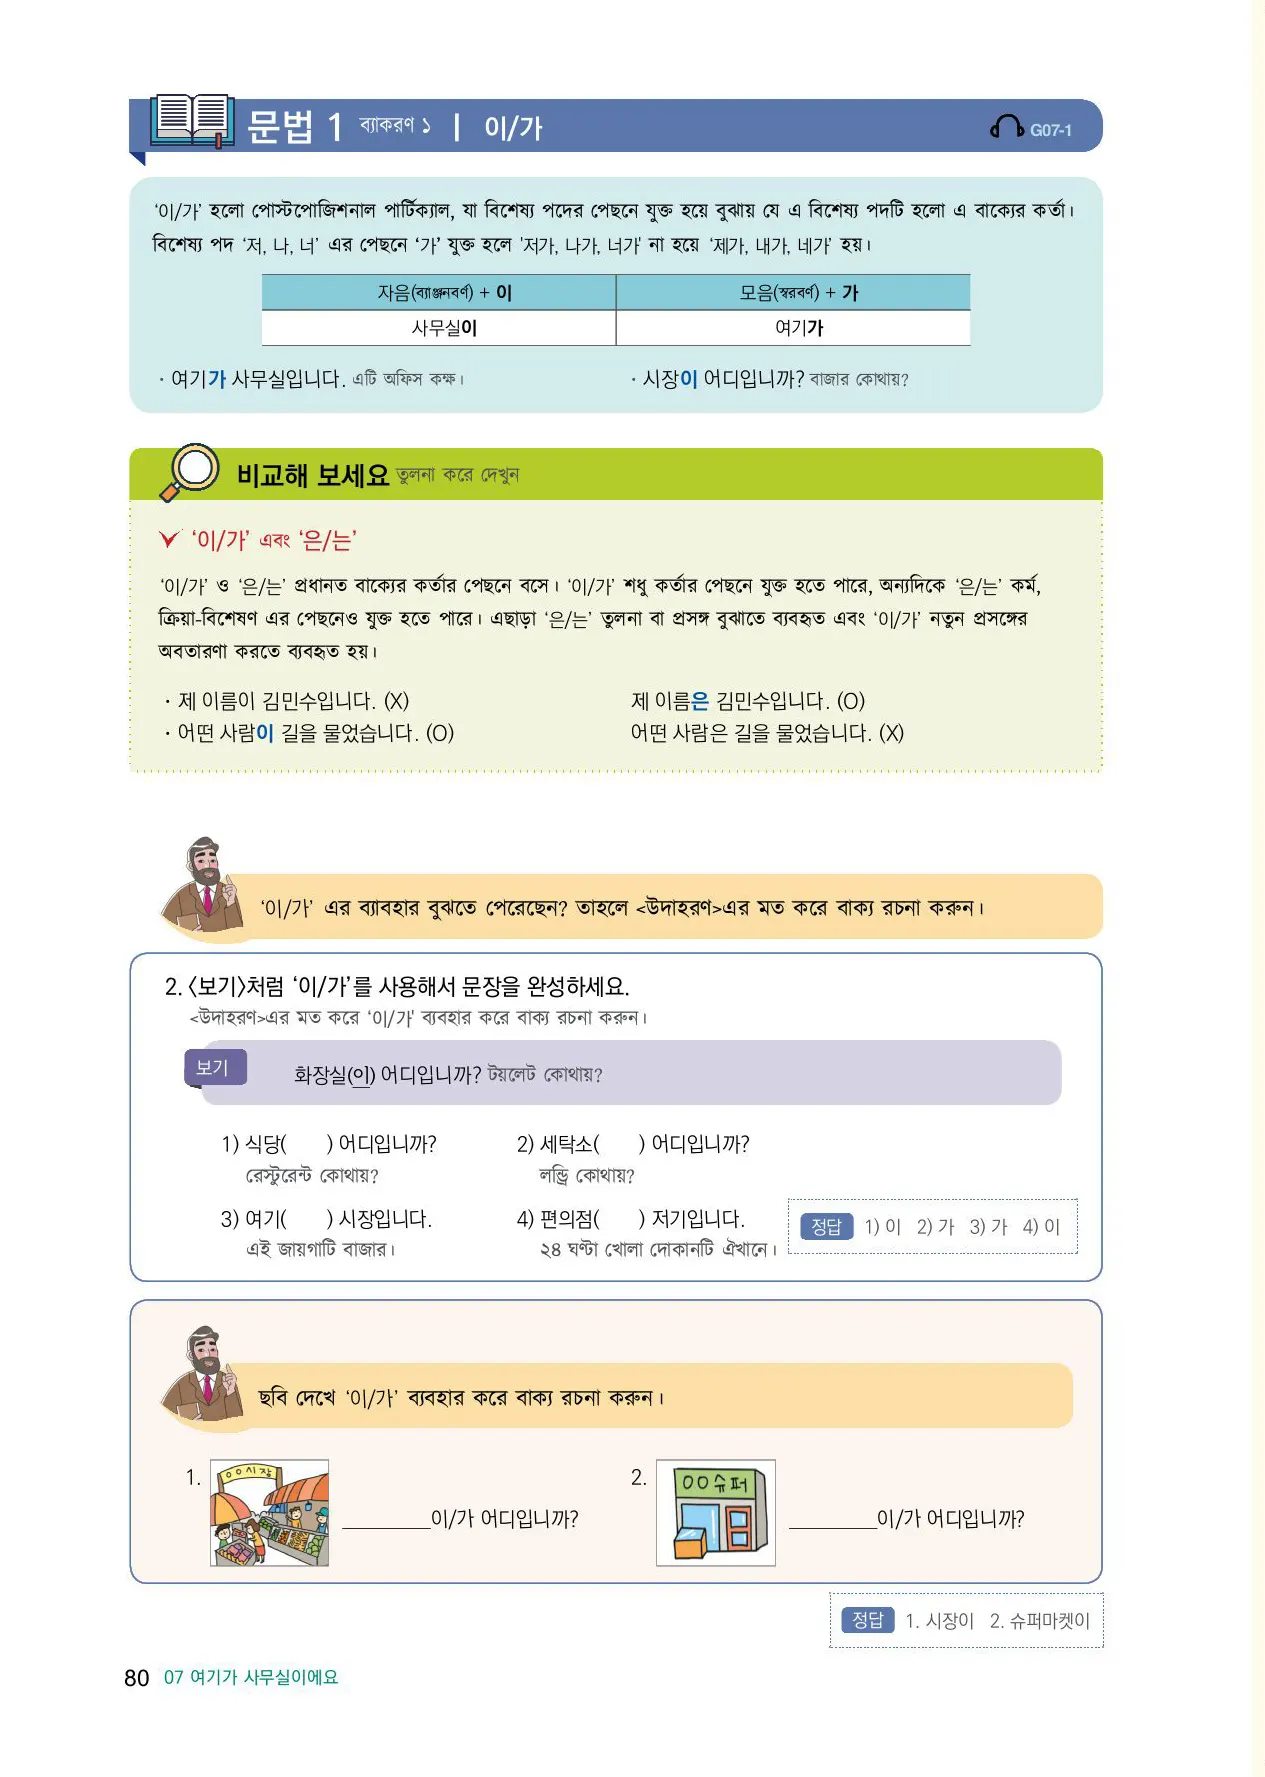 문법 1 ব্যাকরণ ১ | 이/가 G07-1
‘이/가’ হলো পোস্টপোজিশনাল পার্টিক্যাল, যা বিশেষ্য পদের পেছনে যুক্ত হয়ে বুঝায় যে এ বিশেষ্য পদটি হলো এ বাক্যের কর্তা।
বিশেষ্য পদ ‘저, 나, 너’ এর পেছনে ‘가’ যুক্ত হলে '저가, 나가, 너가' না হয়ে ‘제가, 내가, 네가’ হয়।
자음(ব্যাঞ্জনবর্ণ) + 이 모음(স্বরবর্ণ) + 가
사무실이 여기가
· 여기가 사무실입니다. এটি অফিস কক্ষ। · 시장이 어디입니까? বাজার কোথায়?
비교해 보세요 তুলনা করে দেখুন
‘이/가’ এবং ‘은/는’
‘이/가’ ও ‘은/는’ প্রধানত বাক্যের কর্তার পেছনে বসে। ‘이/가’ শধু কর্তার পেছনে যুক্ত হতে পারে, অন্যদিকে ‘은/는’ কর্ম,
ক্রিয়া-বিশেষণ এর পেছনেও যুক্ত হতে পারে। এছাড়া ‘은/는’ তুলনা বা প্রসঙ্গ বুঝাতে ব্যবহৃত এবং ‘이/가’ নতুন প্রসঙ্গের
অবতারণা করতে ব্যবহৃত হয়।
· 제 이름이 김민수입니다. (X) 제 이름은 김민수입니다. (O)
· 어떤 사람이 길을 물었습니다. (O) 어떤 사람은 길을 물었습니다. (X)
‘이/가’ এর ব্যাবহার বুঝতে পেরেছেন? তাহলে <উদাহরণ>এর মত করে বাক্য রচনা করুন।
2. 〈보기〉처럼 ‘이/가’를 사용해서 문장을 완성하세요.
<উদাহরণ>এর মত করে ‘이/가' ব্যবহার করে বাক্য রচনা করুন।
보기 화장실(이) 어디입니까? টয়লেট কোথায়?
1) 식당( ) 어디입니까? 2) 세탁소( ) 어디입니까?
রেস্টুরেন্ট কোথায়? লন্ড্রি কোথায়?
3) 여기( ) 시장입니다. 4) 편의점( ) 저기입니다.
এই জায়গাটি বাজার। ২৪ ঘণ্টা খোলা দোকানটি ঐখানে।
정답 1) 이 2) 가 3) 가 4) 이
ছবি দেখে ‘이/가’ ব্যবহার করে বাক্য রচনা করুন।
1. ○○시장 ________이/가 어디입니까? 2. ○○슈퍼 ________이/가 어디입니까?
정답 1. 시장이 2. 슈퍼마켓이
80 07 여기가 사무실이에요